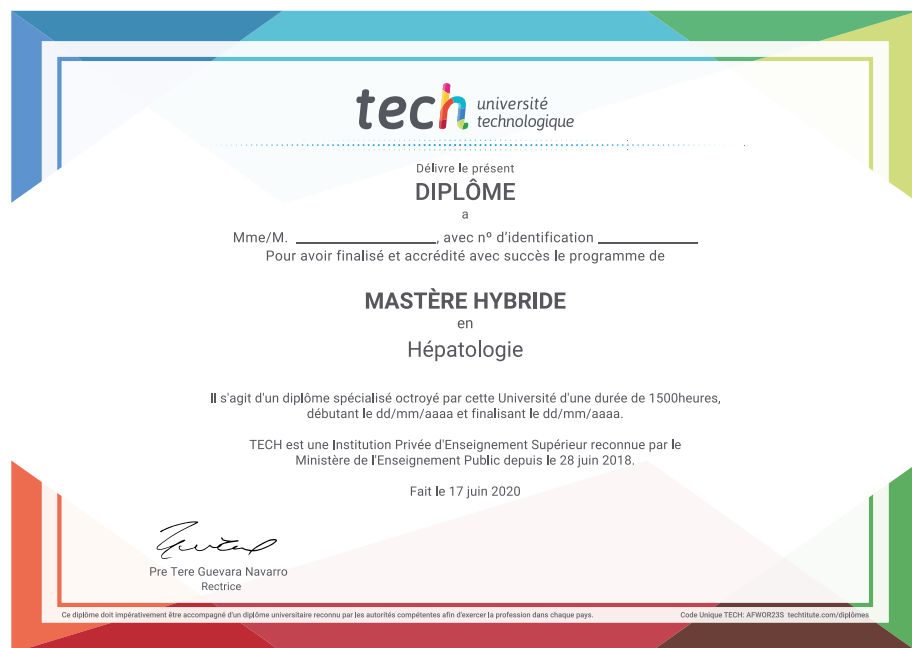 tech université
technologique
Délivre le présent
DIPLÔME
a
Mme/M. ____________________, avec nº d'identification ______________
Pour avoir finalisé et accrédité avec succès le programme de
MASTÈRE HYBRIDE
en
Hépatologie
Il s'agit d'un diplôme spécialisé octroyé par cette Université d'une durée de 1500heures,
débutant le dd/mm/aaaa et finalisant le dd/mm/aaaa.
TECH est une Institution Privée d'Enseignement Supérieur reconnue par le
Ministère de l'Enseignement Public depuis le 28 juin 2018.
Fait le 17 juin 2020
Pre Tere Guevara Navarro
Rectrice
Ce diplôme doit impérativement être accompagné d'un diplôme universitaire reconnu par les autorités compétentes afin d'exercer la profession dans chaque pays.
Code Unique TECH: AFWOR23S techtitute.com/diplômes